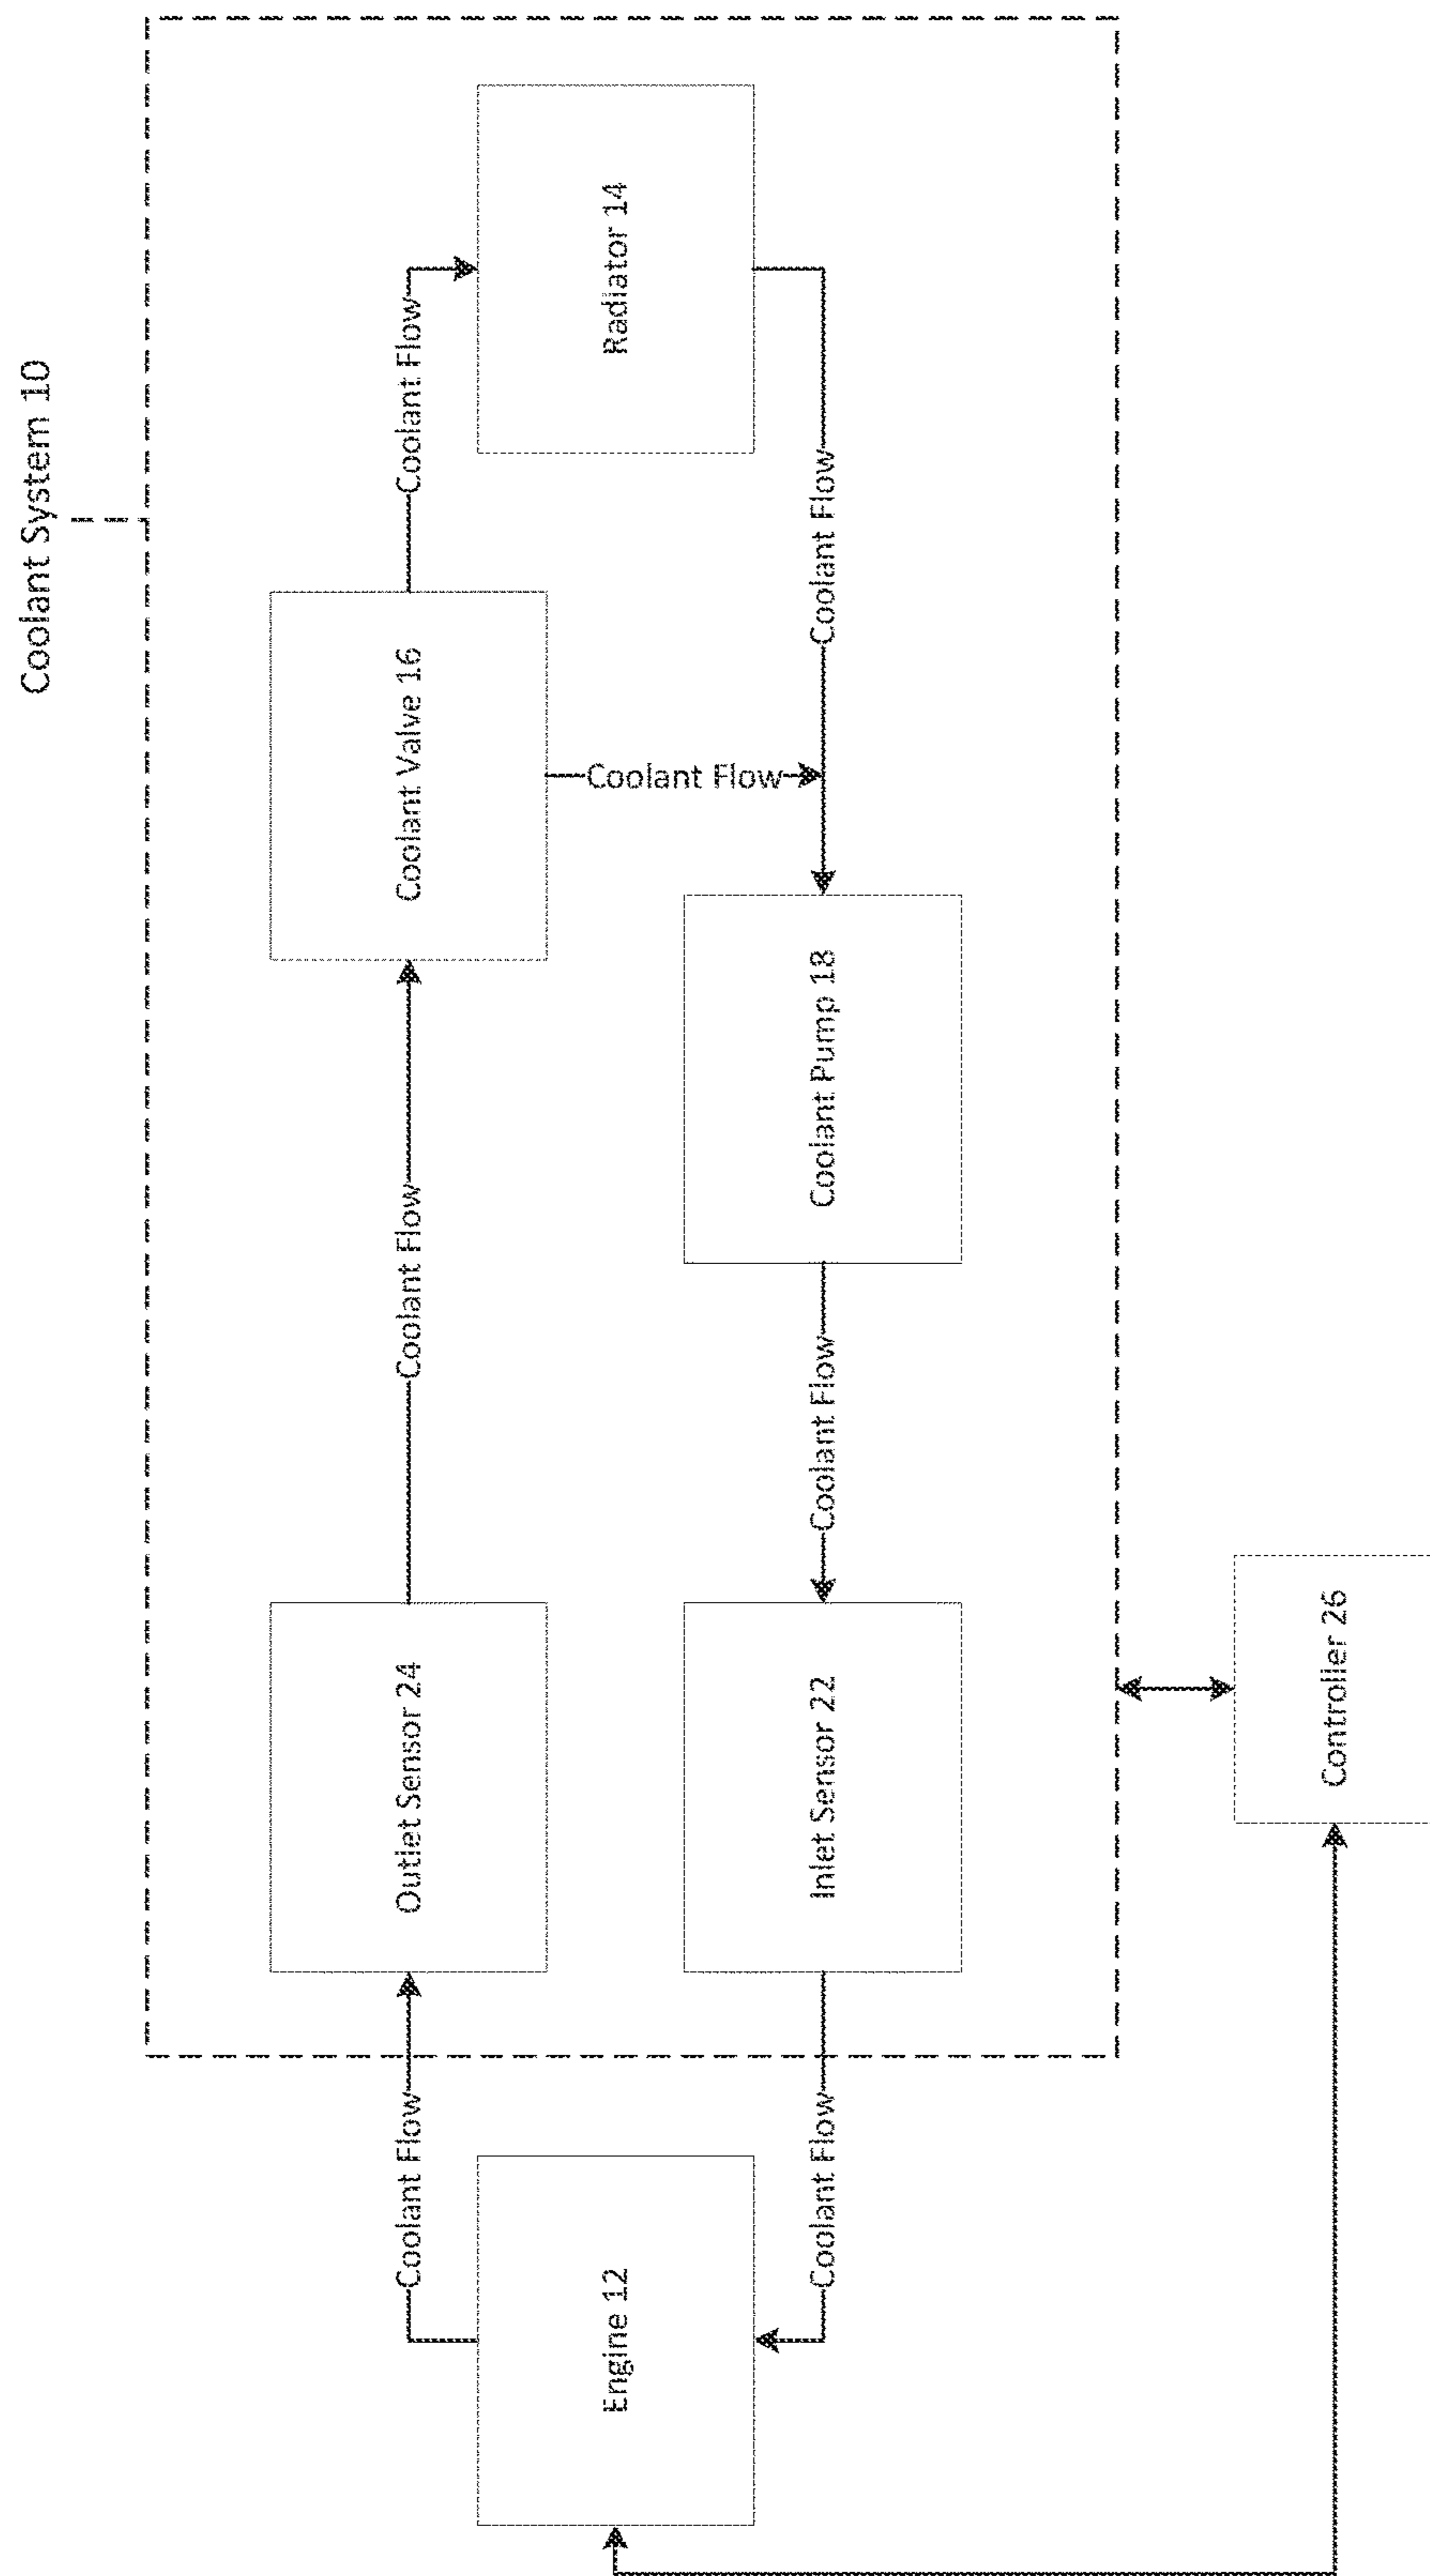 Coolant System 10
Coolant Flow
Coolant Flow
Coolant Flow
Outlet Sensor 24
Coolant Valve 16
Engine 12
Radiator 14
Coolant Flow
Coolant Flow
Coolant Flow
Coolant Flow
Inlet Sensor 22
Coolant Pump 18
Controller 26